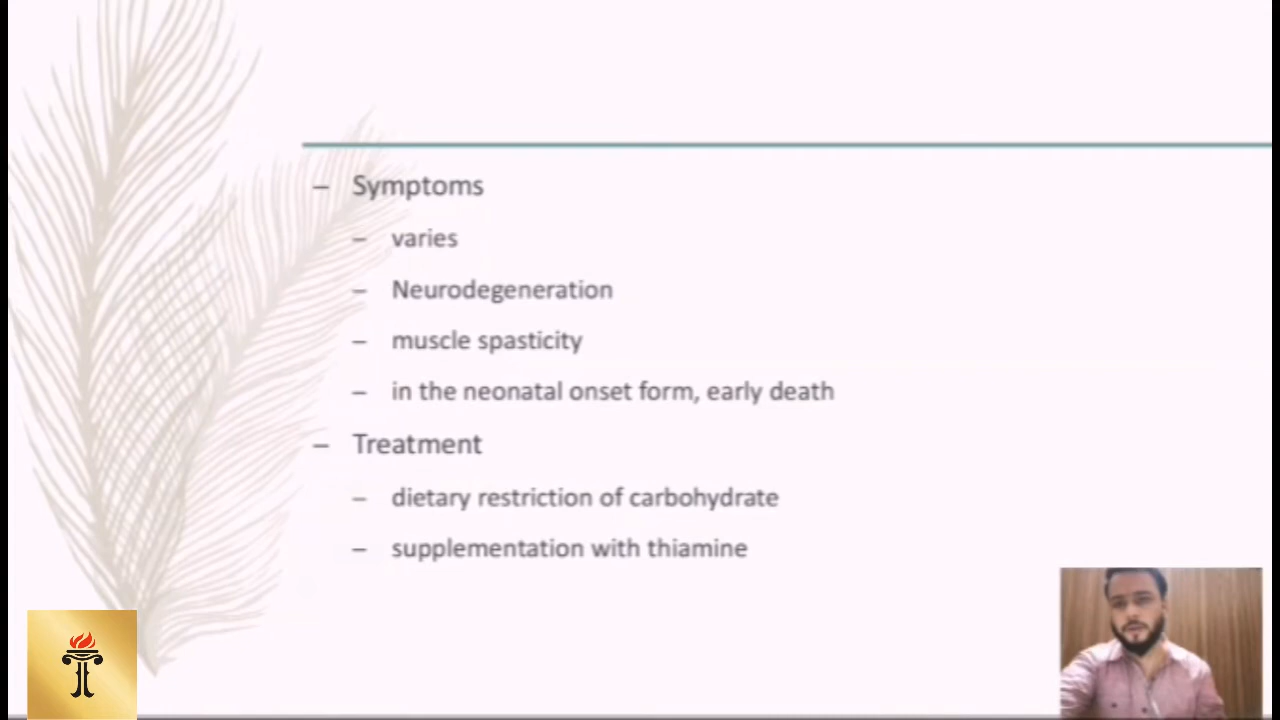 – Symptoms
– varies
– Neurodegeneration
– muscle spasticity
– in the neonatal onset form, early death
– Treatment
– dietary restriction of carbohydrate
– supplementation with thiamine